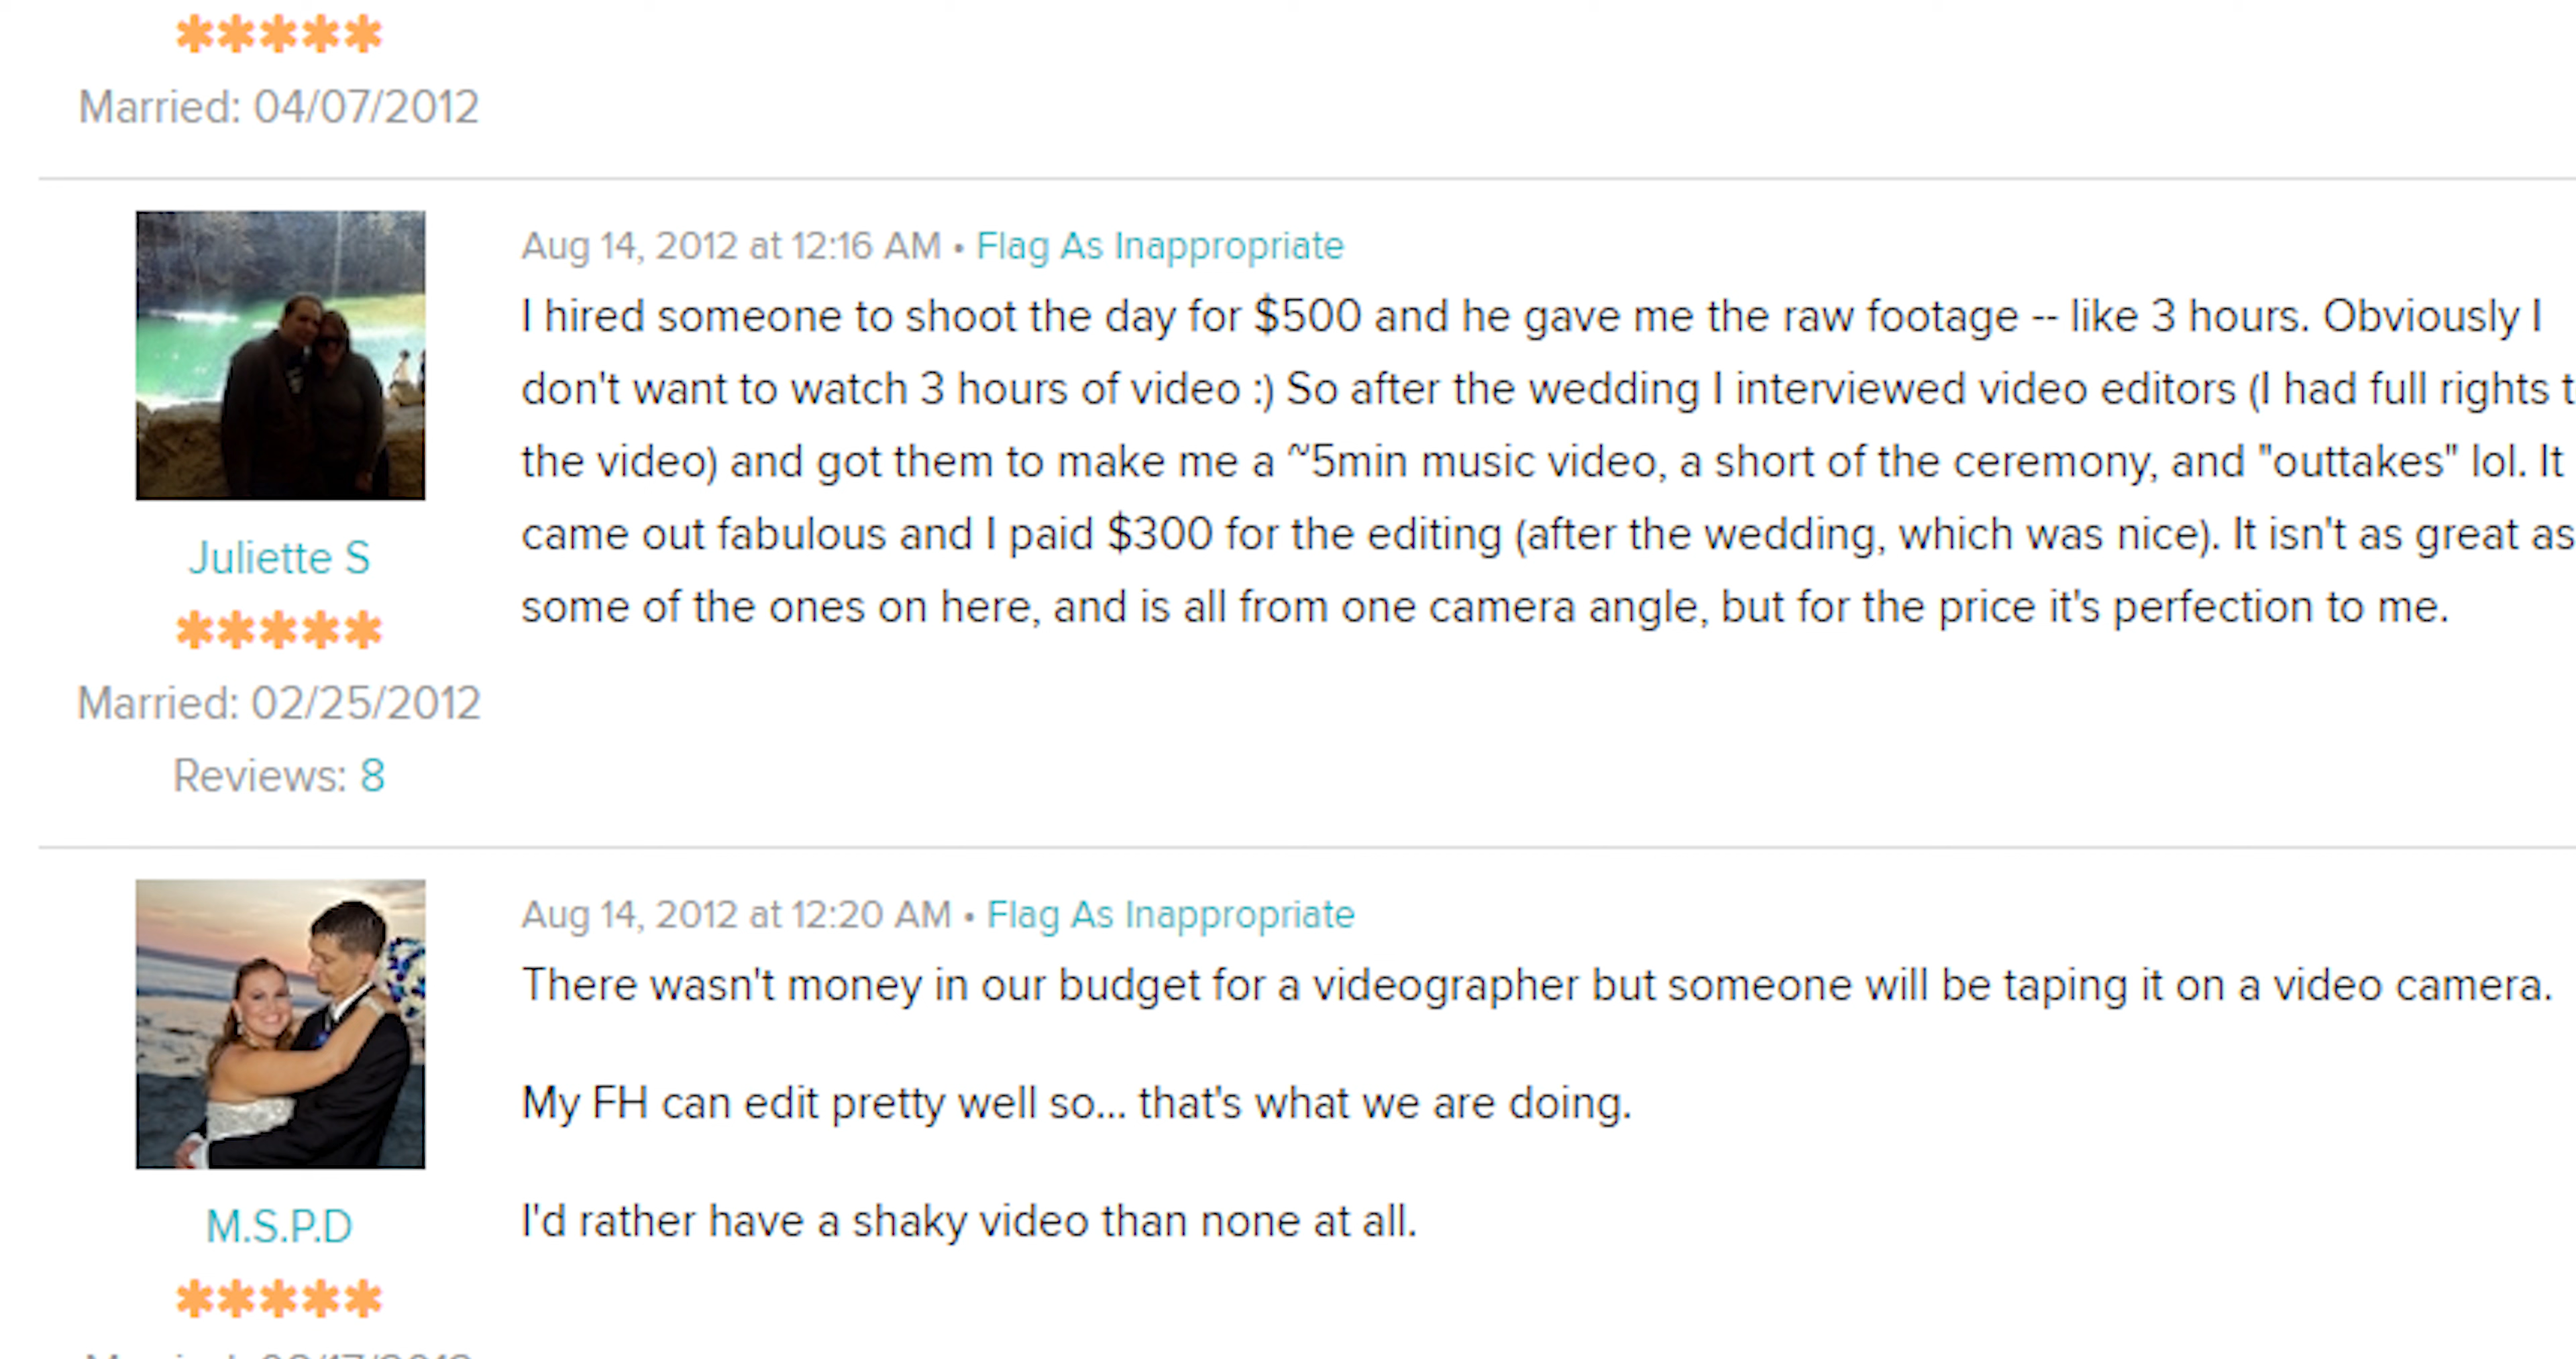 *****
Married: 04/07/2012
Aug 14, 2012 at 12:16 AM • Flag As Inappropriate
I hired someone to shoot the day for $500 and he gave me the raw footage -- like 3 hours. Obviously I
don't want to watch 3 hours of video :) So after the wedding I interviewed video editors (I had full rights t
the video) and got them to make me a ~5min music video, a short of the ceremony, and "outtakes" lol. It
came out fabulous and I paid $300 for the editing (after the wedding, which was nice). It isn't as great as
some of the ones on here, and is all from one camera angle, but for the price it's perfection to me.
Juliette S
*****
Married: 02/25/2012
Reviews: 8
Aug 14, 2012 at 12:20 AM • Flag As Inappropriate
There wasn't money in our budget for a videographer but someone will be taping it on a video camera.
My FH can edit pretty well so... that's what we are doing.
I'd rather have a shaky video than none at all.
M.S.P.D
*****